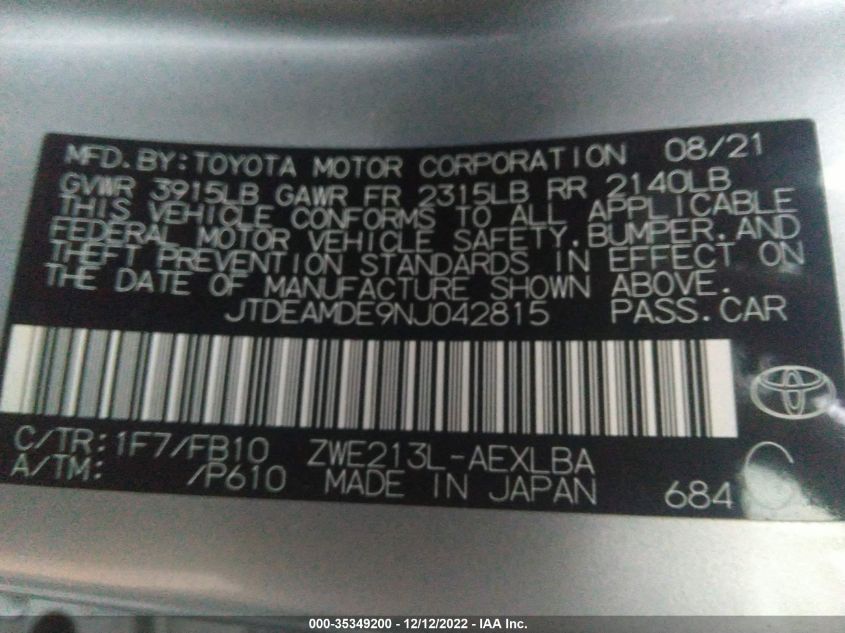 MFD.BY:TOYOTA MOTOR CORPORATION 08/21
GVWR 3915LB GAWR FR 2315LB RR 2140LB
THIS VEHICLE CONFORMS TO ALL APPLICABLE
FEDERAL MOTOR VEHICLE SAFETY,BUMPER,AND
THEFT PREVENTION STANDARDS IN EFFECT ON
THE DATE OF MANUFACTURE SHOWN ABOVE.
JTDEAMDE9NJ042815 PASS.CAR
C/TR:1F7/FB10 ZWE213L-AEXLBA C
A/TM: /P610 MADE IN JAPAN 684
000-35349200 - 12/12/2022 - IAA Inc.